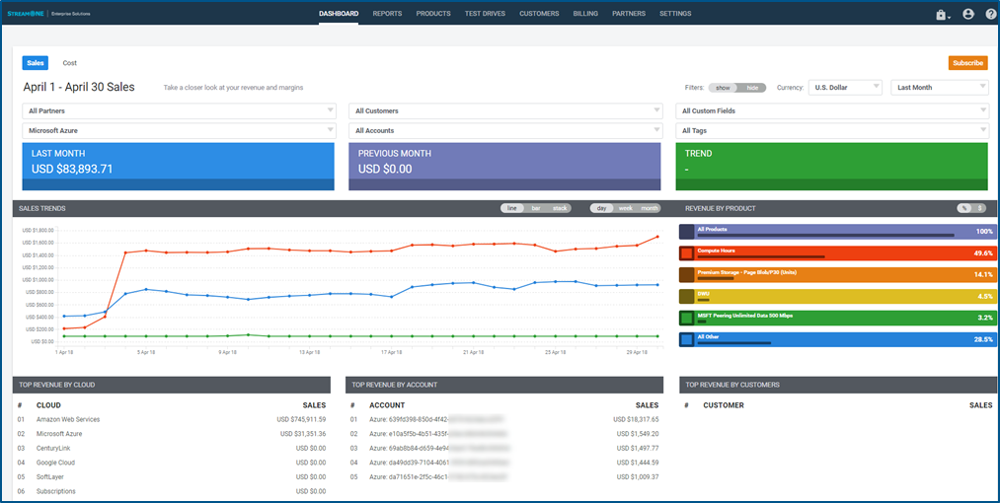 STREAMONE | Enterprise Solutions DASHBOARD REPORTS PRODUCTS TEST DRIVES CUSTOMERS BILLING PARTNERS SETTINGS
Sales Cost Subscribe
April 1 - April 30 Sales Take a closer look at your revenue and margins Filters: show hide Currency: U.S. Dollar Last Month
All Partners All Customers All Custom Fields
Microsoft Azure All Accounts All Tags
LAST MONTH PREVIOUS MONTH TREND
USD $83,893.71 USD $0.00 -
SALES TRENDS line bar stack day week month REVENUE BY PRODUCT % $
USD $1,800.00
USD $1,600.00
USD $1,400.00
USD $1,200.00
USD $1,000.00
USD $800.00
USD $600.00
USD $400.00
USD $200.00
USD $0.00
1 Apr 18 5 Apr 18 9 Apr 18 13 Apr 18 17 Apr 18 21 Apr 18 25 Apr 18 29 Apr 18
All Products 100%
Compute Hours 49.6%
Premium Storage - Page Blob/P30 (Units) 14.1%
DWU 4.5%
MSFT Peering Unlimited Data 500 Mbps 3.2%
All Other 28.5%
TOP REVENUE BY CLOUD TOP REVENUE BY ACCOUNT TOP REVENUE BY CUSTOMERS
# CLOUD SALES # ACCOUNT SALES # CUSTOMER SALES
01 Amazon Web Services USD $745,911.59 01 Azure: 639fd398-850d-4f42- USD $18,317.65
02 Microsoft Azure USD $31,351.36 02 Azure: e10a5f5b-4b51-435f- USD $1,549.20
03 CenturyLink USD $0.00 03 Azure: 69ab8b84-d659-4e94 USD $1,497.77
04 Google Cloud USD $0.00 04 Azure: da49dd39-7104-4061 USD $1,444.59
05 SoftLayer USD $0.00 05 Azure: da71651e-2f5c-46c1 USD $1,009.37
06 Subscriptions USD $0.00